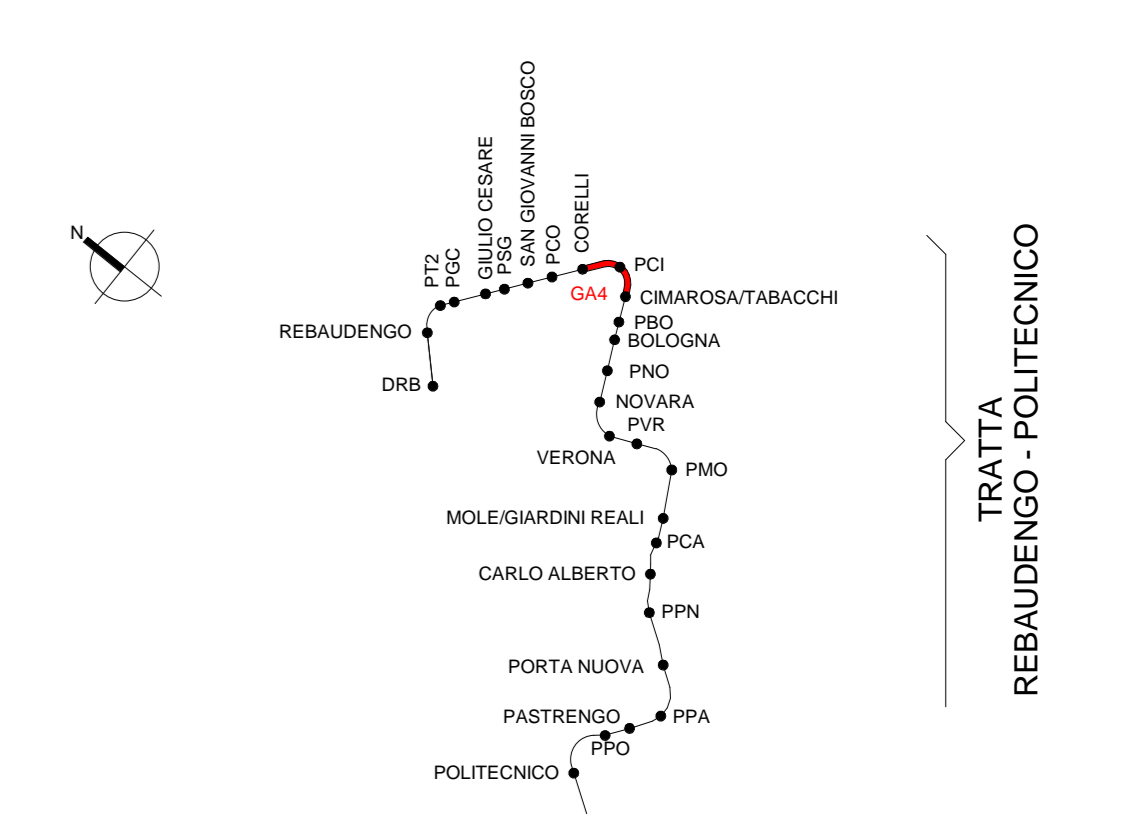 N
PT2
PGC
GIULIO CESARE
PSG
SAN GIOVANNI BOSCO
PCO
CORELLI
PCI
GA4
CIMAROSA/TABACCHI
PBO
REBAUDENGO
BOLOGNA
PNO
DRB
NOVARA
PVR
VERONA
PMO
MOLE/GIARDINI REALI
PCA
CARLO ALBERTO
PPN
PORTA NUOVA
PASTRENGO
PPA
PPO
POLITECNICO
TRATTA
REBAUDENGO - POLITECNICO